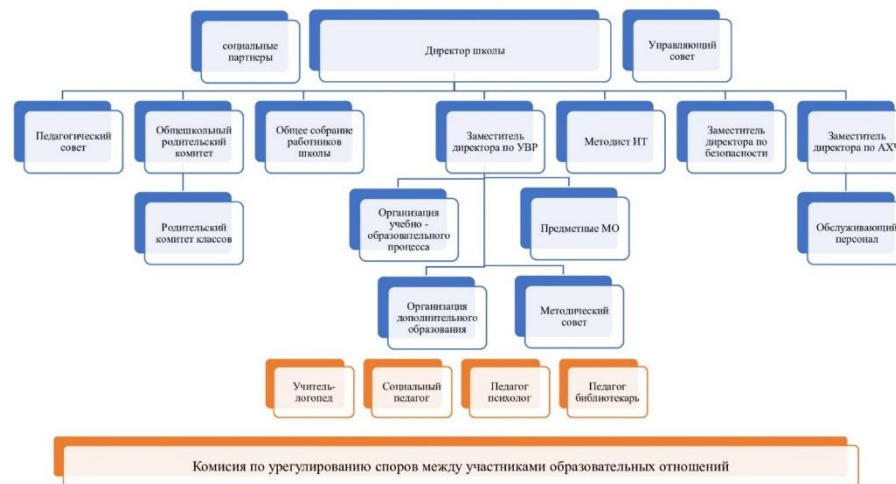 социальные
партнеры
Директор школы
Управляющий
совет
Педагогический
совет
Общешкольный
родительский
комитет
Общее собрание
работников
школы
Заместитель
директора по УВР
Методист ИТ
Заместитель
директора по
безопасности
Заместитель
директора по АХЧ
Родительский
комитет классов
Организация
учебно -
образовательного
процесса
Предметные МО
Обслуживающий
персонал
Организация
дополнительного
образования
Методический
совет
Учитель-
логопед
Социальный
педагог
Педагог
психолог
Педагог
библиотекарь
Комисия по урегулированию споров между участниками образовательных отношений